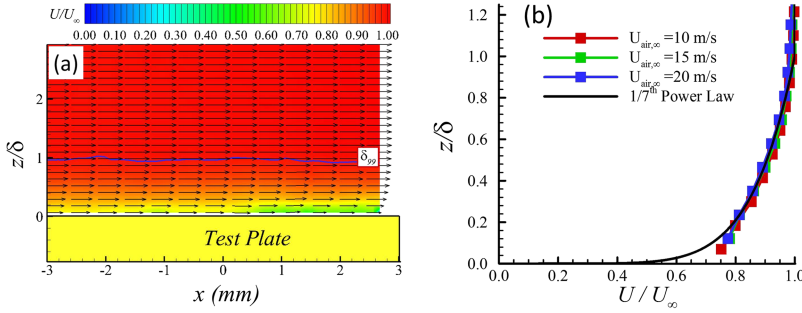 U/U∞
0.00 0.10 0.20 0.30 0.40 0.50 0.60 0.70 0.80 0.90 1.00
(a)
z/δ
2
1
0
δ99
Test Plate
-3 -2 -1 0 1 2 3
x (mm)
(b)
z/δ
1.2
1.0
0.8
0.6
0.4
0.2
0.0
Uair,∞ =10 m/s
Uair,∞ =15 m/s
Uair,∞ =20 m/s
1/7th Power Law
0.0 0.2 0.4 0.6 0.8 1.0
U / U∞